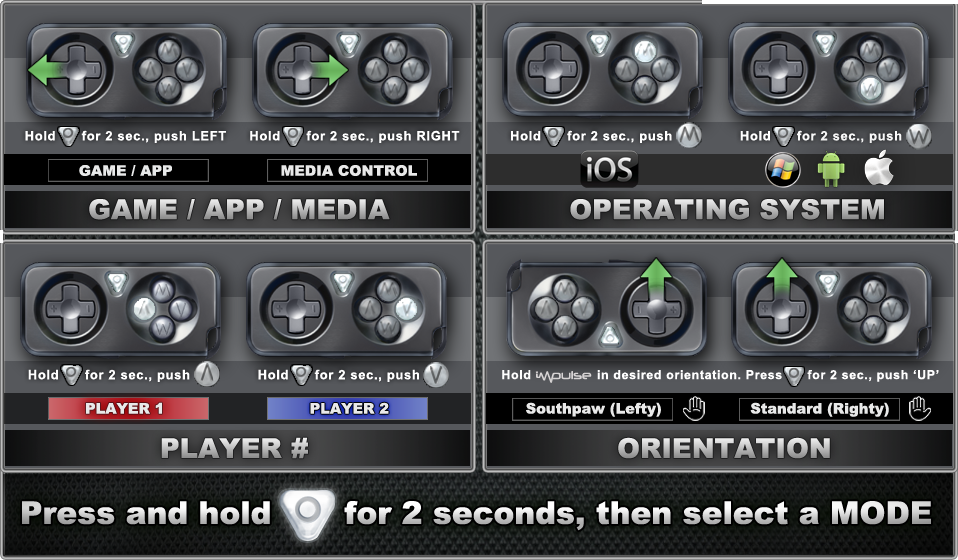 Hold for 2 sec., push LEFT
Hold for 2 sec., push RIGHT
GAME / APP
MEDIA CONTROL
GAME / APP / MEDIA
Hold for 2 sec., push M
Hold for 2 sec., push W
iOS
OPERATING SYSTEM
Hold for 2 sec., push Λ
Hold for 2 sec., push V
PLAYER 1
PLAYER 2
PLAYER #
Hold impulse in desired orientation. Press for 2 sec., push ‘UP’
Southpaw (Lefty)
Standard (Righty)
ORIENTATION
Press and hold for 2 seconds, then select a MODE